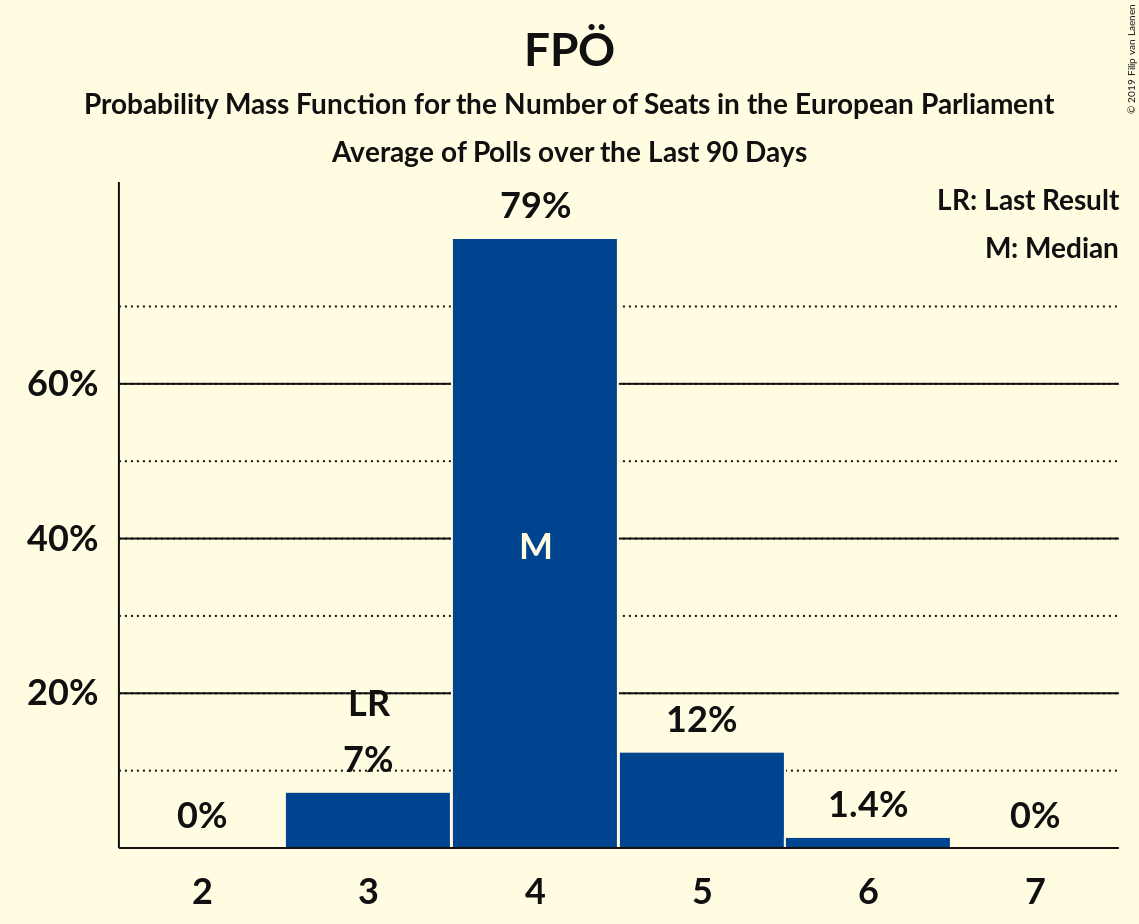 © 2019 Filip van Laenen
FPÖ
Probability Mass Function for the Number of Seats in the European Parliament
Average of Polls over the Last 90 Days
LR: Last Result
M: Median
60%
40%
20%
0%
LR
7%
79%
M
12%
1.4%
0%
2
3
4
5
6
7